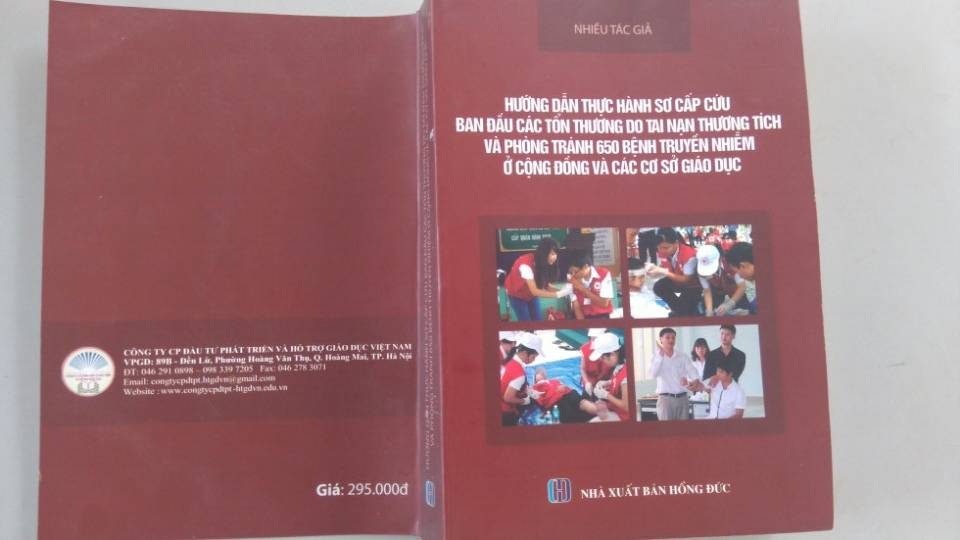 NHIỀU TÁC GIẢ
HƯỚNG DẪN THỰC HÀNH SƠ CẤP CỨU
BAN ĐẦU CÁC TỔN THƯƠNG DO TAI NẠN THƯƠNG TÍCH
VÀ PHÒNG TRÁNH 650 BỆNH TRUYỀN NHIỄM
Ở CỘNG ĐỒNG VÀ CÁC CƠ SỞ GIÁO DỤC
NHÀ XUẤT BẢN HỒNG ĐỨC
CÔNG TY CP ĐẦU TƯ PHÁT TRIỂN VÀ HỖ TRỢ GIÁO DỤC VIỆT NAM
VPGD: 89B - Đền Lừ, Phường Hoàng Văn Thụ, Q. Hoàng Mai, TP. Hà Nội
ĐT: 046 291 0898 – 098 339 7205 Fax: 046 278 3071
Email: congtycpdtpt.htgdvn@gmail.com
Website : www.congtycpdtpt-htgdvn.edu.vn
Giá: 295.000đ